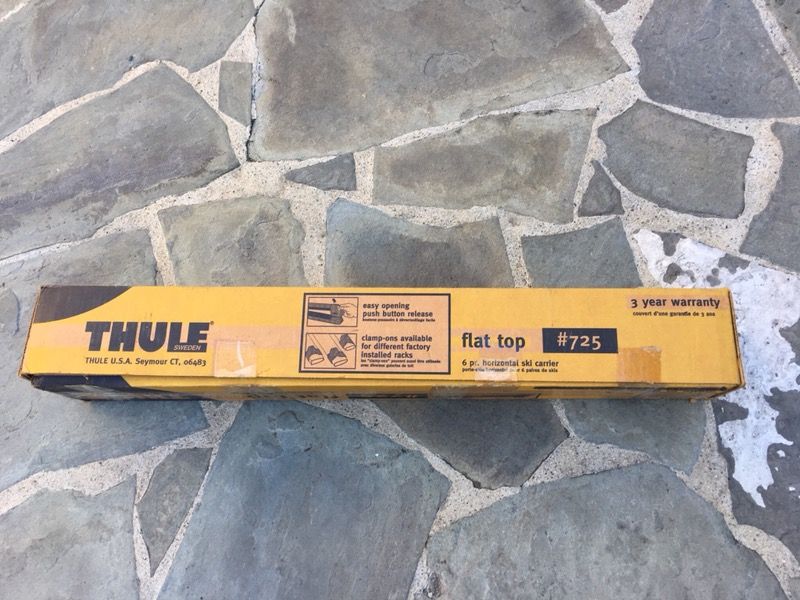 THULE®
SWEDEN
THULE U.S.A. Seymour CT, 06483
easy opening
push button release
clamp-ons available
for different factory
installed racks
flat top #725
6 pr. horizontal ski carrier
3 year warranty
couvert d'une garantie de 3 ans